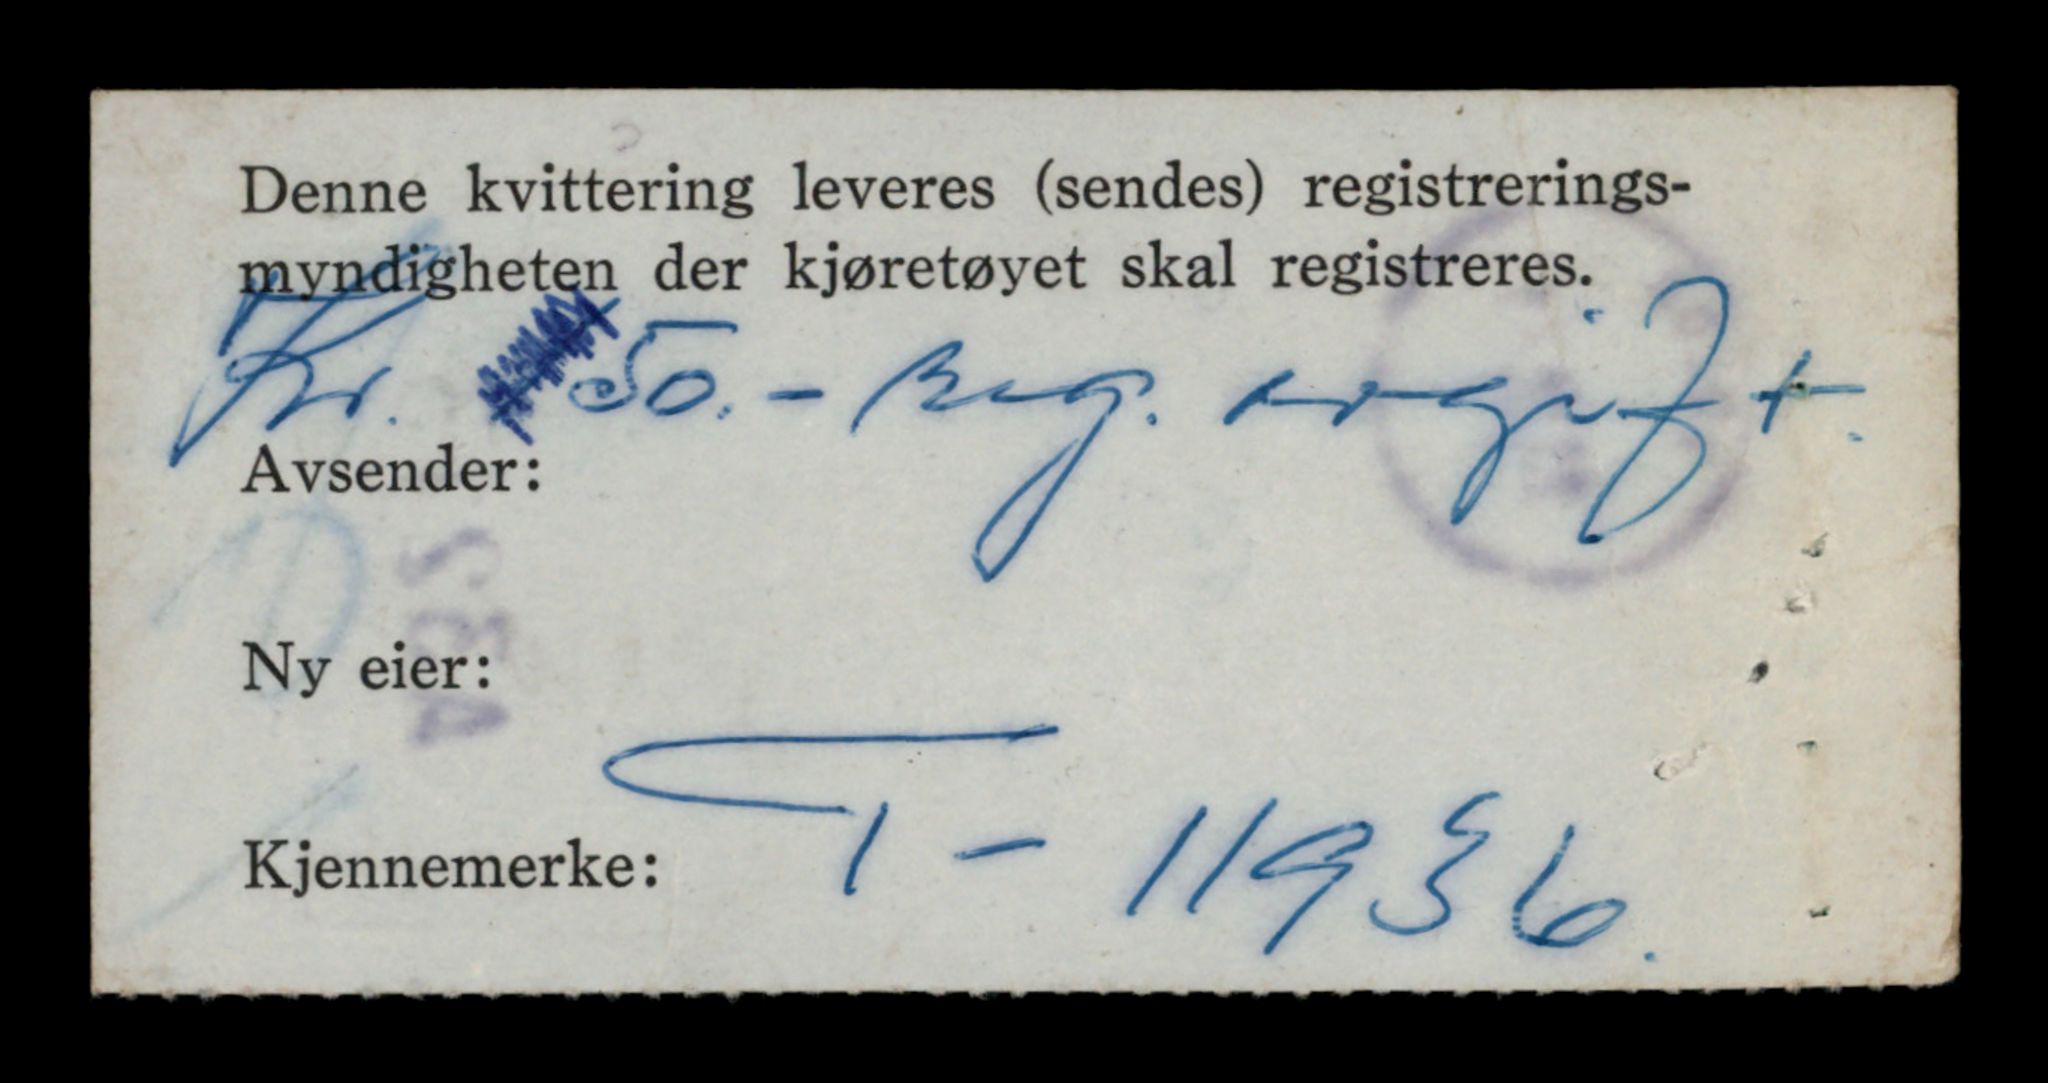 Denne kvittering leveres (sendes) registrerings-
myndigheten der kjøretøyet skal registreres.
Kr. 50.- Reg. avgift.
Avsender:
Ny eier:
Kjennemerke: T - 11936.